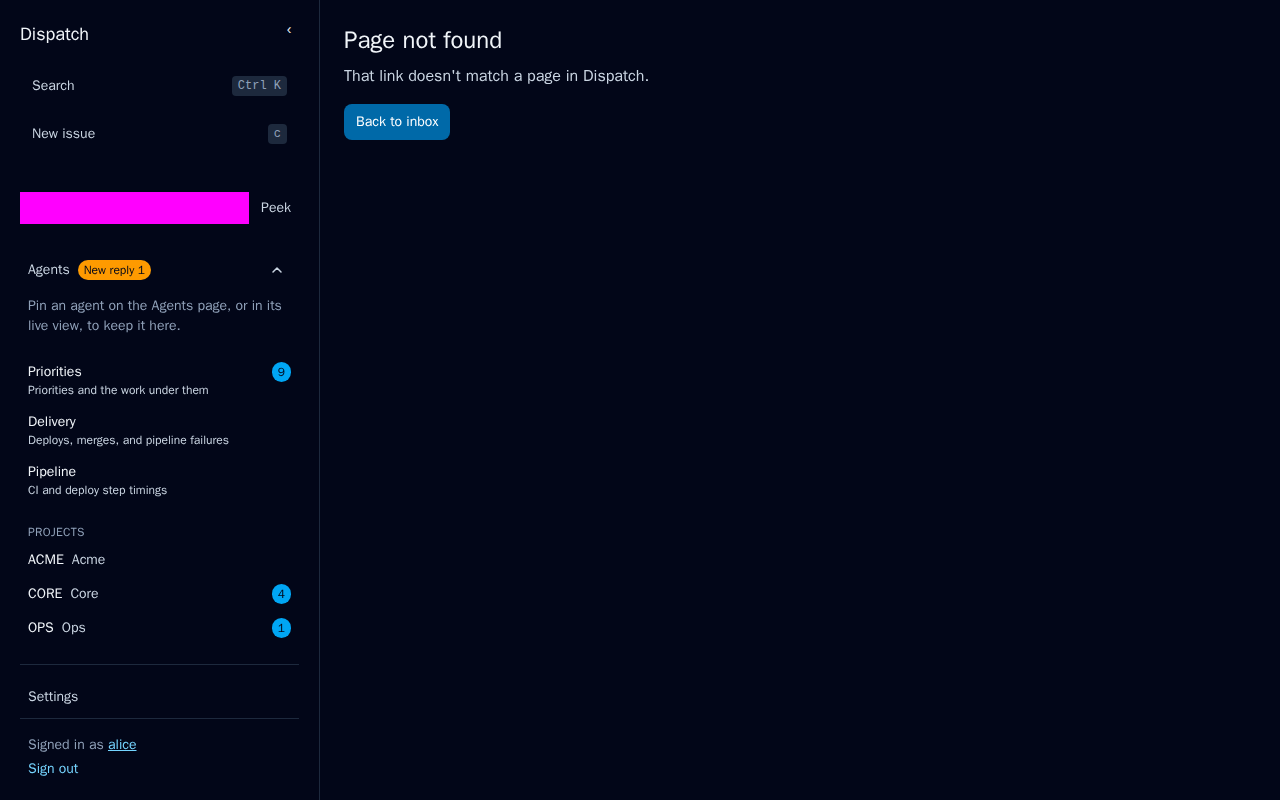 Dispatch
Search Ctrl K
New issue C
Peek
Agents New reply 1
Pin an agent on the Agents page, or in its
live view, to keep it here.
Priorities 9
Priorities and the work under them
Delivery
Deploys, merges, and pipeline failures
Pipeline
CI and deploy step timings
PROJECTS
ACME Acme
CORE Core 4
OPS Ops 1
Settings
Signed in as alice
Sign out
Page not found
That link doesn't match a page in Dispatch.
Back to inbox